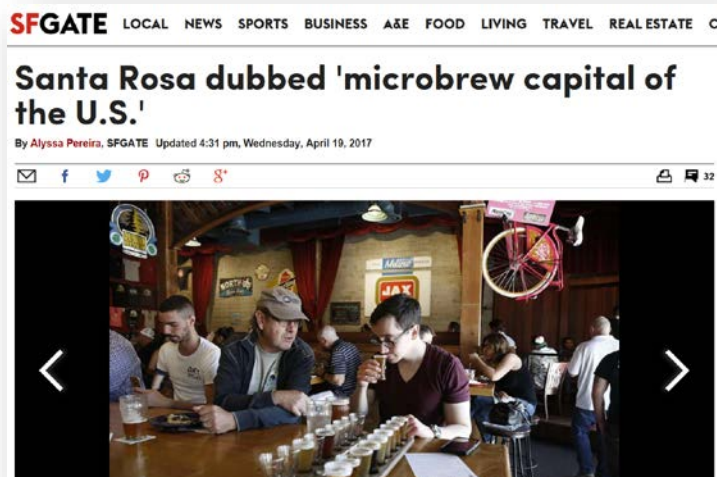 SFGATE LOCAL NEWS SPORTS BUSINESS A&E FOOD LIVING TRAVEL REAL ESTATE
Santa Rosa dubbed 'microbrew capital of
the U.S.'
By Alyssa Pereira, SFGATE Updated 4:31 pm, Wednesday, April 19, 2017
32
NORTH
JAX